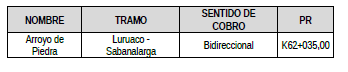 NOMBRE TRAMO SENTIDO DE COBRO PR
Arroyo de Piedra Luruaco - Sabanalarga Bidireccional K62+035,00